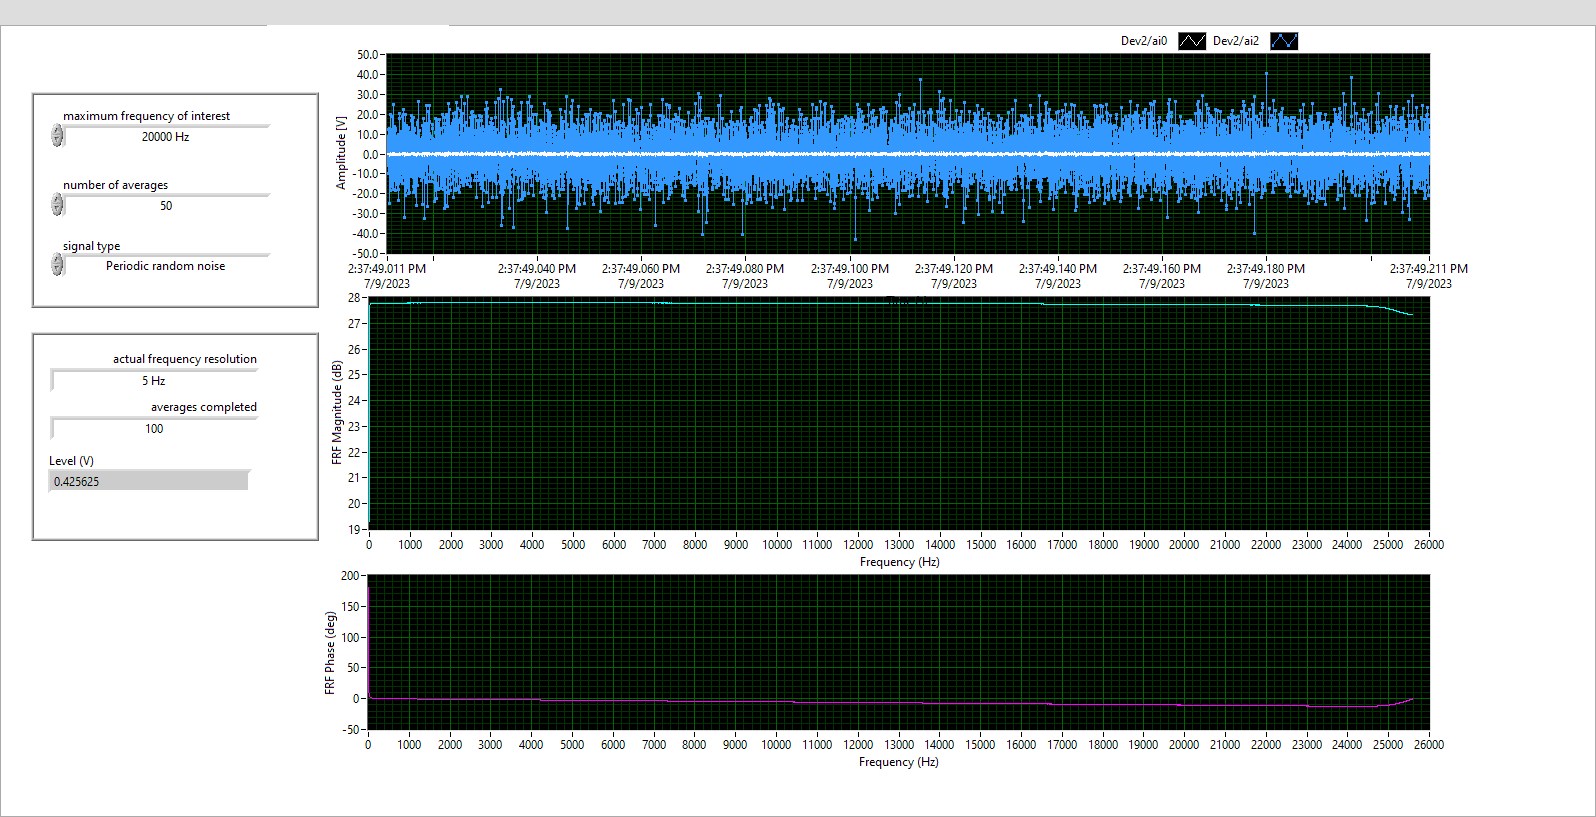 maximum frequency of interest
20000 Hz
number of averages
50
signal type
Periodic random noise
actual frequency resolution
5 Hz
averages completed
100
Level (V)
0.425625
Dev2/ai0 Dev2/ai2
Amplitude [V]
50.0
40.0
30.0
20.0
10.0
0.0
-10.0
-20.0
-30.0
-40.0
-50.0
2:37:49.011 PM 2:37:49.040 PM 2:37:49.060 PM 2:37:49.080 PM 2:37:49.100 PM 2:37:49.120 PM 2:37:49.140 PM 2:37:49.160 PM 2:37:49.180 PM 2:37:49.211 PM
7/9/2023 7/9/2023 7/9/2023 7/9/2023 7/9/2023 7/9/2023 7/9/2023 7/9/2023 7/9/2023 7/9/2023
FRF Magnitude (dB)
28
27
26
25
24
23
22
21
20
19
0 1000 2000 3000 4000 5000 6000 7000 8000 9000 10000 11000 12000 13000 14000 15000 16000 17000 18000 19000 20000 21000 22000 23000 24000 25000 26000
Frequency (Hz)
FRF Phase (deg)
200
150
100
50
0
-50
0 1000 2000 3000 4000 5000 6000 7000 8000 9000 10000 11000 12000 13000 14000 15000 16000 17000 18000 19000 20000 21000 22000 23000 24000 25000 26000
Frequency (Hz)